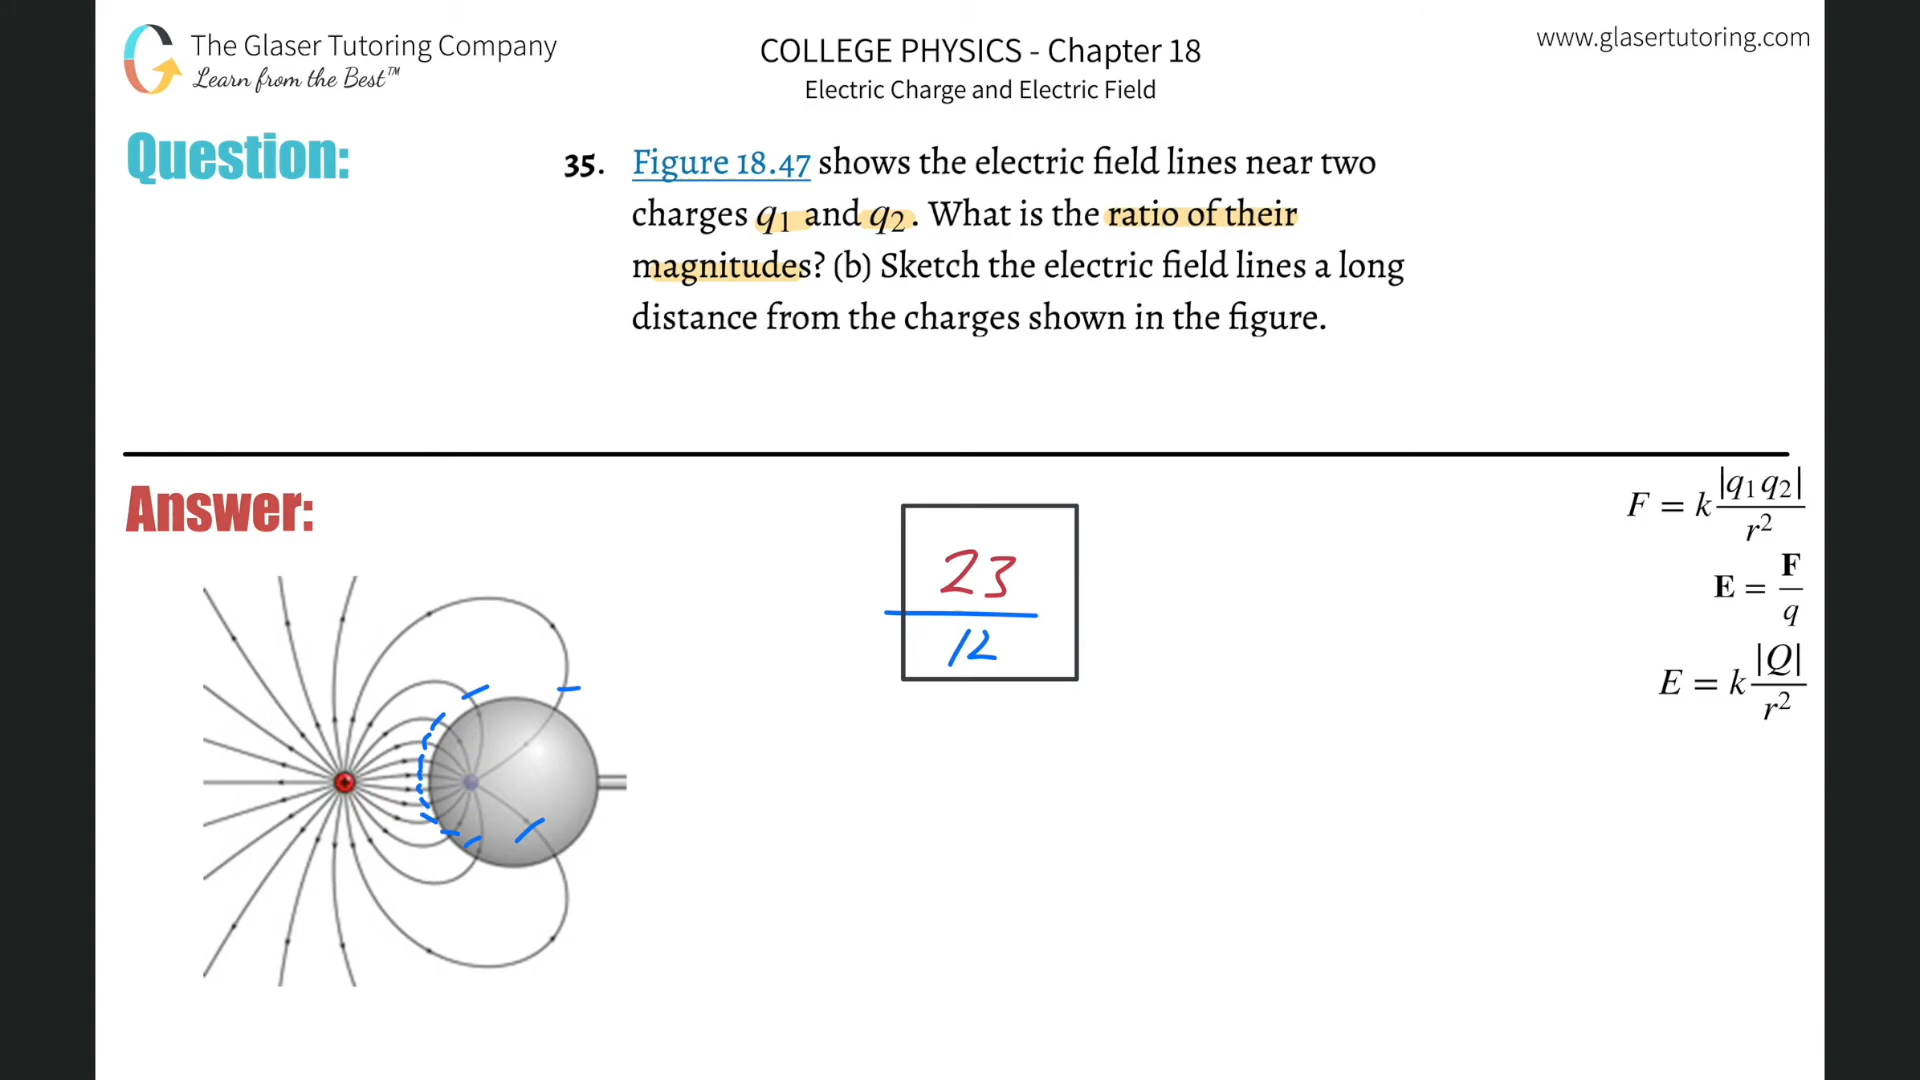 The Glaser Tutoring Company
Learn from the Best™
COLLEGE PHYSICS - Chapter 18
Electric Charge and Electric Field
www.glasertutoring.com
Question:
35. Figure 18.47 shows the electric field lines near two
charges q₁ and q₂. What is the ratio of their
magnitudes? (b) Sketch the electric field lines a long
distance from the charges shown in the figure.
Answer:
23
12
F = k |q₁q₂| / r²
E = F / q
E = k |Q| / r²